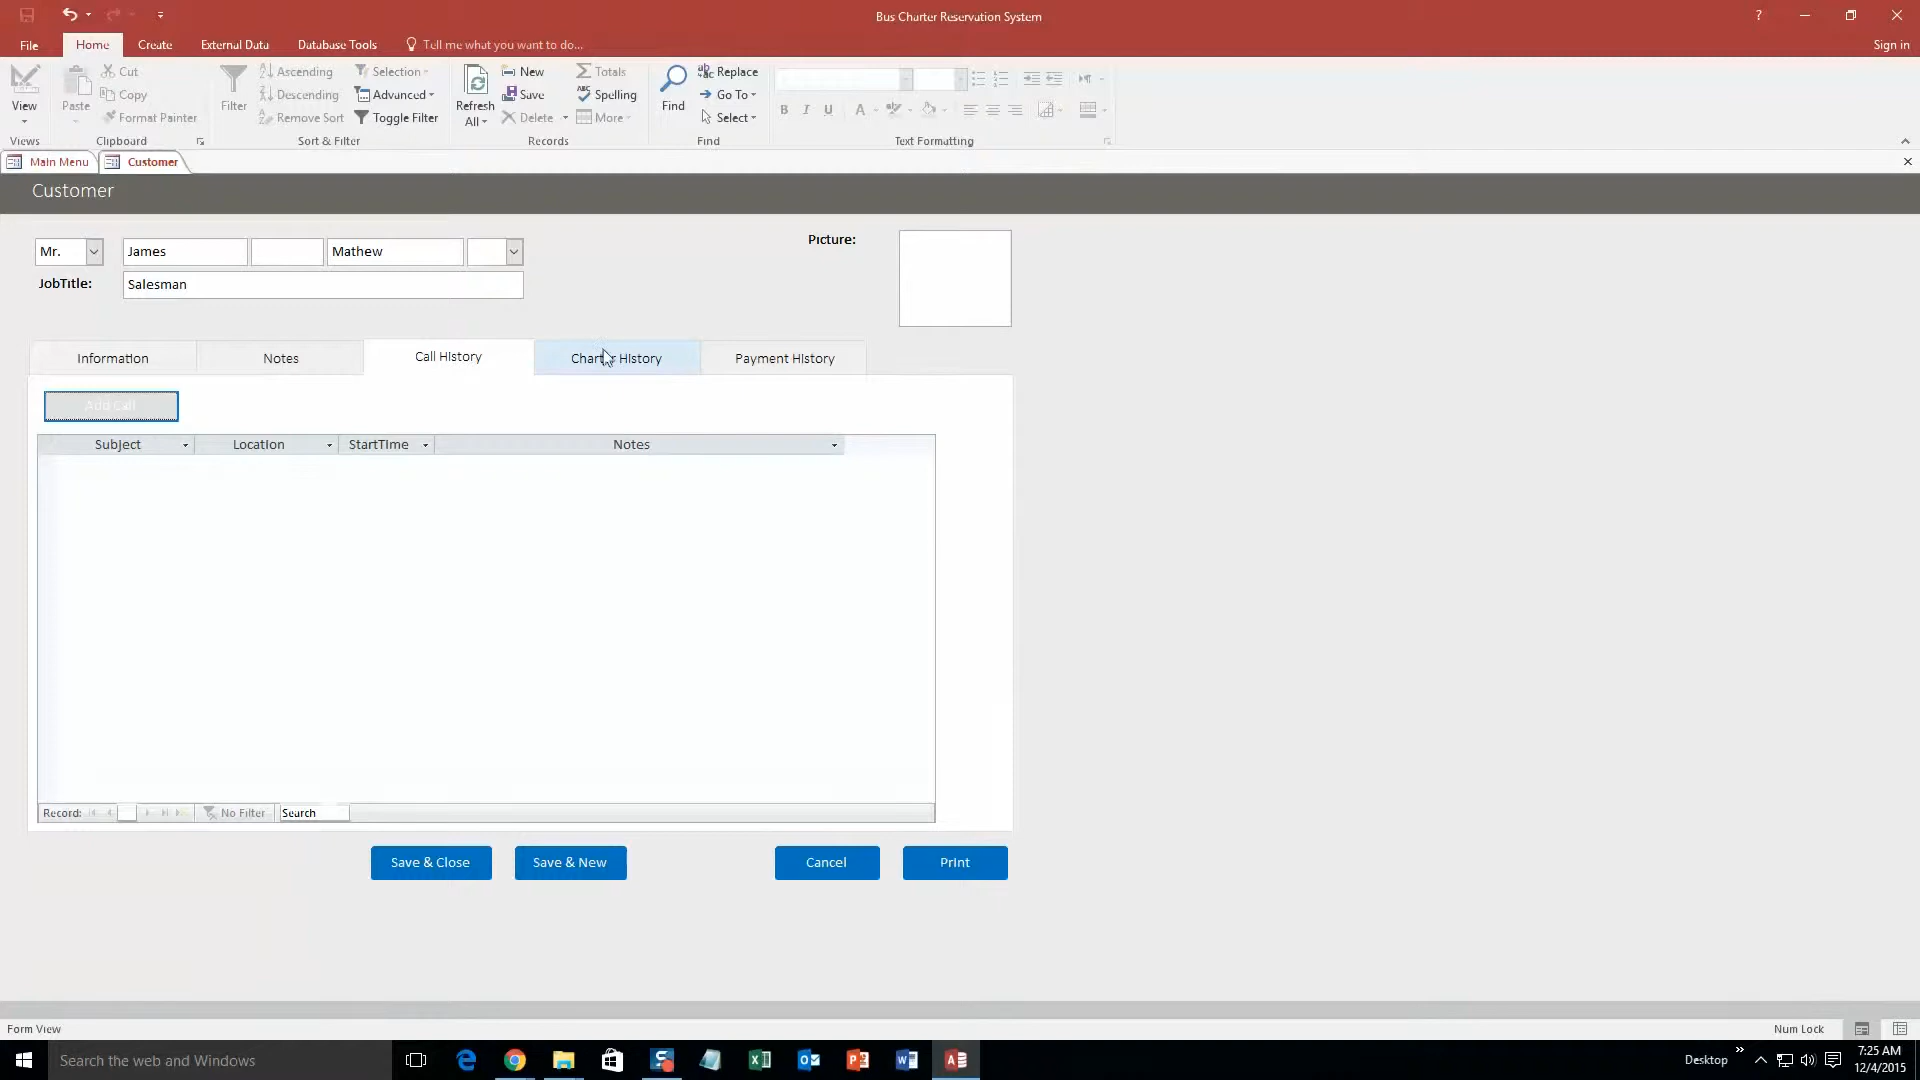 Bus Charter Reservation System
?
File Home Create External Data Database Tools Tell me what you want to do... Sign in
View Paste Cut Copy Format Painter
Filter Ascending Descending Remove Sort Selection Advanced Toggle Filter
Refresh All New Save Delete Totals Spelling More
Find Replace Go To Select
B I U A
Views Clipboard Sort & Filter Records Find Text Formatting
Main Menu Customer
Customer
Mr. James Mathew Picture:
JobTitle: Salesman
Information Notes Call History Charter History Payment History
Add Call
Subject Location StartTime Notes
Record: No Filter Search
Save & Close Save & New Cancel Print
Form View Num Lock
Search the web and Windows Desktop 7:25 AM
12/4/2015